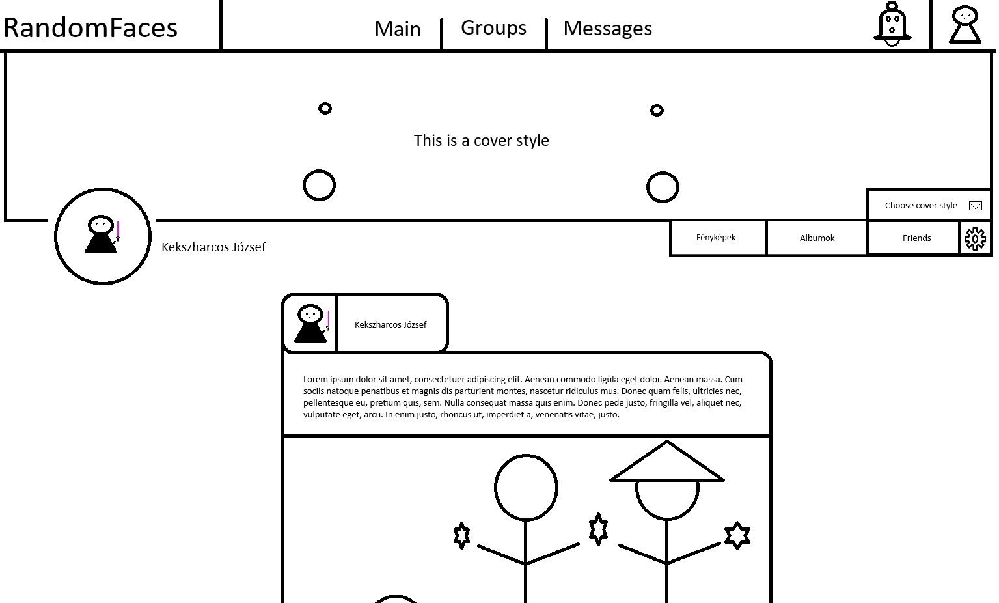 RandomFaces
Main
Groups
Messages
This is a cover style
Choose cover style
Kekszharcos József
Fényképek
Albumok
Friends
Kekszharcos József
Lorem ipsum dolor sit amet, consectetuer adipiscing elit. Aenean commodo ligula eget dolor. Aenean massa. Cum
sociis natoque penatibus et magnis dis parturient montes, nascetur ridiculus mus. Donec quam felis, ultricies nec,
pellentesque eu, pretium quis, sem. Nulla consequat massa quis enim. Donec pede justo, fringilla vel, aliquet nec,
vulputate eget, arcu. In enim justo, rhoncus ut, imperdiet a, venenatis vitae, justo.